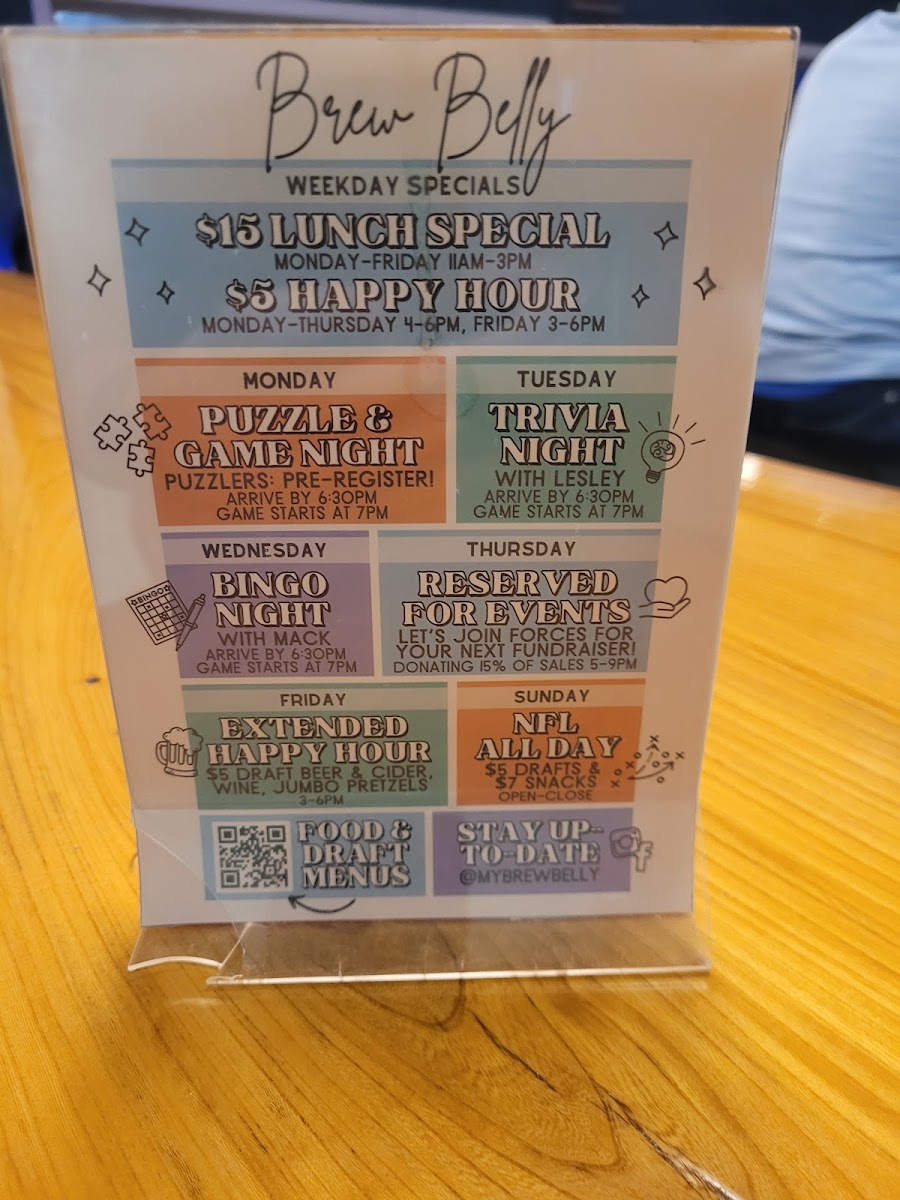 Brew Belly
WEEKDAY SPECIALS
$15 LUNCH SPECIAL
MONDAY-FRIDAY 11AM-3PM
$5 HAPPY HOUR
MONDAY-THURSDAY 4-6PM, FRIDAY 3-6PM
MONDAY
PUZZLE &
GAME NIGHT
PUZZLERS: PRE-REGISTER!
ARRIVE BY 6:30PM
GAME STARTS AT 7PM
TUESDAY
TRIVIA
NIGHT
WITH LESLEY
ARRIVE BY 6:30PM
GAME STARTS AT 7PM
WEDNESDAY
BINGO
BINGO
NIGHT
WITH MACK
ARRIVE BY 6:30PM
GAME STARTS AT 7PM
THURSDAY
RESERVED
FOR EVENTS
LET'S JOIN FORCES FOR
YOUR NEXT FUNDRAISER!
DONATING 15% OF SALES 5-9PM
FRIDAY
EXTENDED
HAPPY HOUR
$5 DRAFT BEER & CIDER,
WINE, JUMBO PRETZELS
3-6PM
SUNDAY
NFL
ALL DAY
$5 DRAFTS &
$7 SNACKS
OPEN-CLOSE
FOOD &
DRAFT
MENUS
STAY UP-
TO-DATE
@MYBREWBELLY